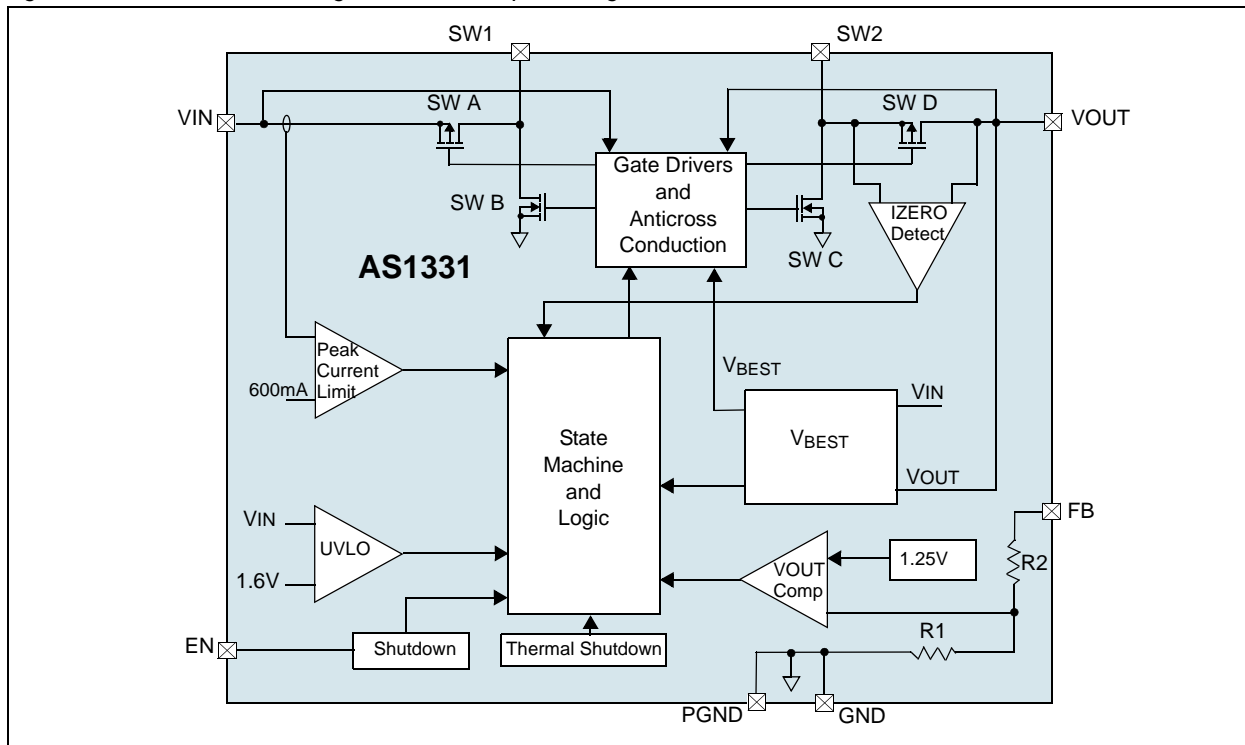 SW1
SW2
SW A
SW D
VIN
VOUT
Gate Drivers
and
Anticross
Conduction
SW B
SW C
IZERO
Detect
AS1331
Peak
Current
Limit
600mA
VBEST
VIN
State
Machine
and
Logic
VBEST
VOUT
VIN
UVLO
1.6V
FB
1.25V
R2
VOUT
Comp
R1
EN
Shutdown
Thermal Shutdown
PGND
GND